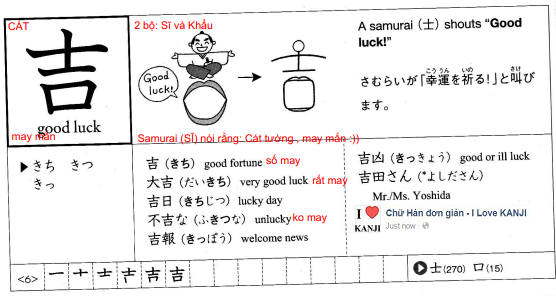 CÁT
吉
may mắn
good luck
2 bộ: Sĩ và Khẩu
Good luck!
Samurai (SĨ) nói rằng: Cát tường , may mắn :))
A samurai (士) shouts “Good
luck!”
さむらいが「幸運を祈る!」と叫び
こううん いの さけ
ます。
▶きち きつ
きっ
吉（きち） good fortune số may
大吉（だいきち） very good luck rất may
吉日（きちじつ） lucky day
不吉な（ふきつな） unlucky ko may
吉報（きっぽう） welcome news
吉凶（きっきょう） good or ill luck
吉田さん（*よしださん）
Mr./Ms. Yoshida
I ❤ KANJI
Chữ Hán đơn giản - I Love KANJI
Just now
<6> 一 十 士 吉 吉 吉
▶士(270) 口(15)